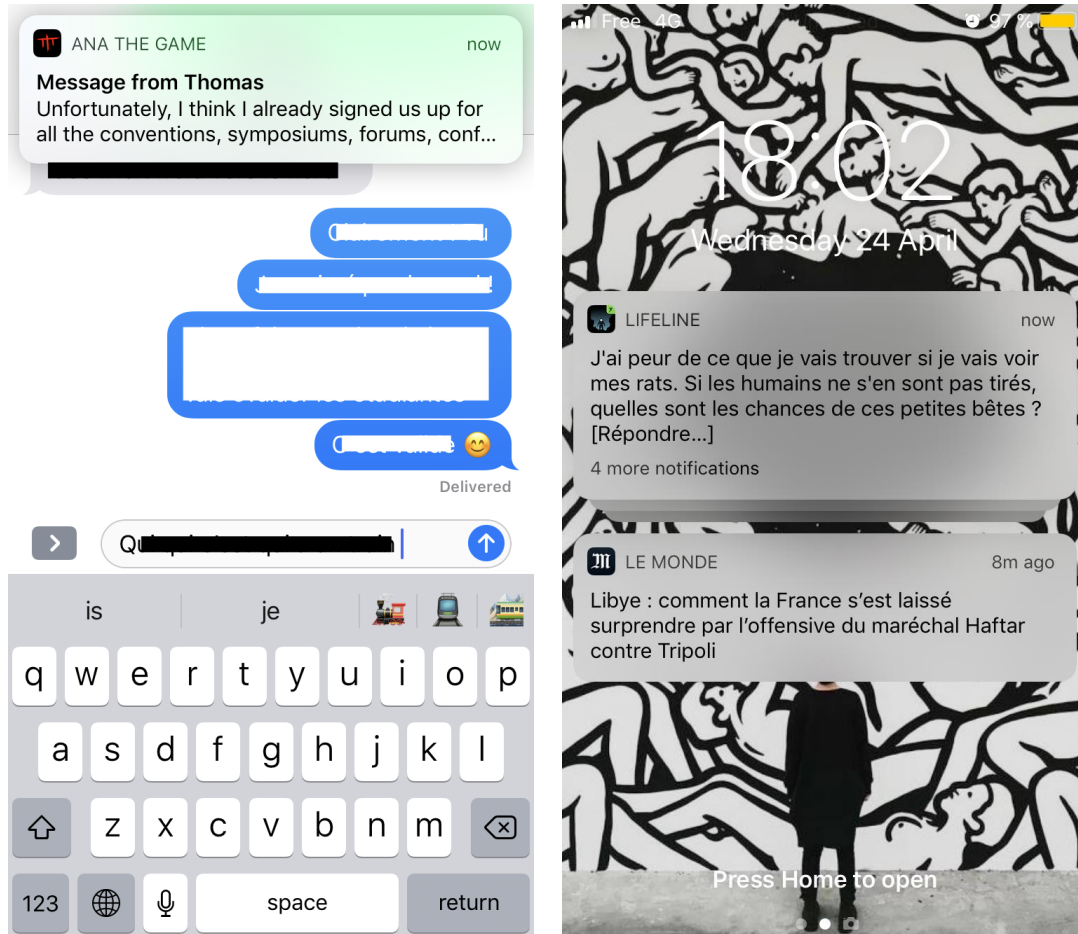 ANA THE GAME
now
Message from Thomas
Unfortunately, I think I already signed us up for
all the conventions, symposiums, forums, conf...
Delivered
is
je
q w e r t y u i o p
a s d f g h j k l
z x c v b n m
123
space
return
Free 4G
97 %
18:02
Wednesday 24 April
LIFELINE
now
J'ai peur de ce que je vais trouver si je vais voir
mes rats. Si les humains ne s'en sont pas tirés,
quelles sont les chances de ces petites bêtes ?
[Répondre...]
4 more notifications
LE MONDE
8m ago
Libye : comment la France s’est laissé
surprendre par l’offensive du maréchal Haftar
contre Tripoli
Press Home to open